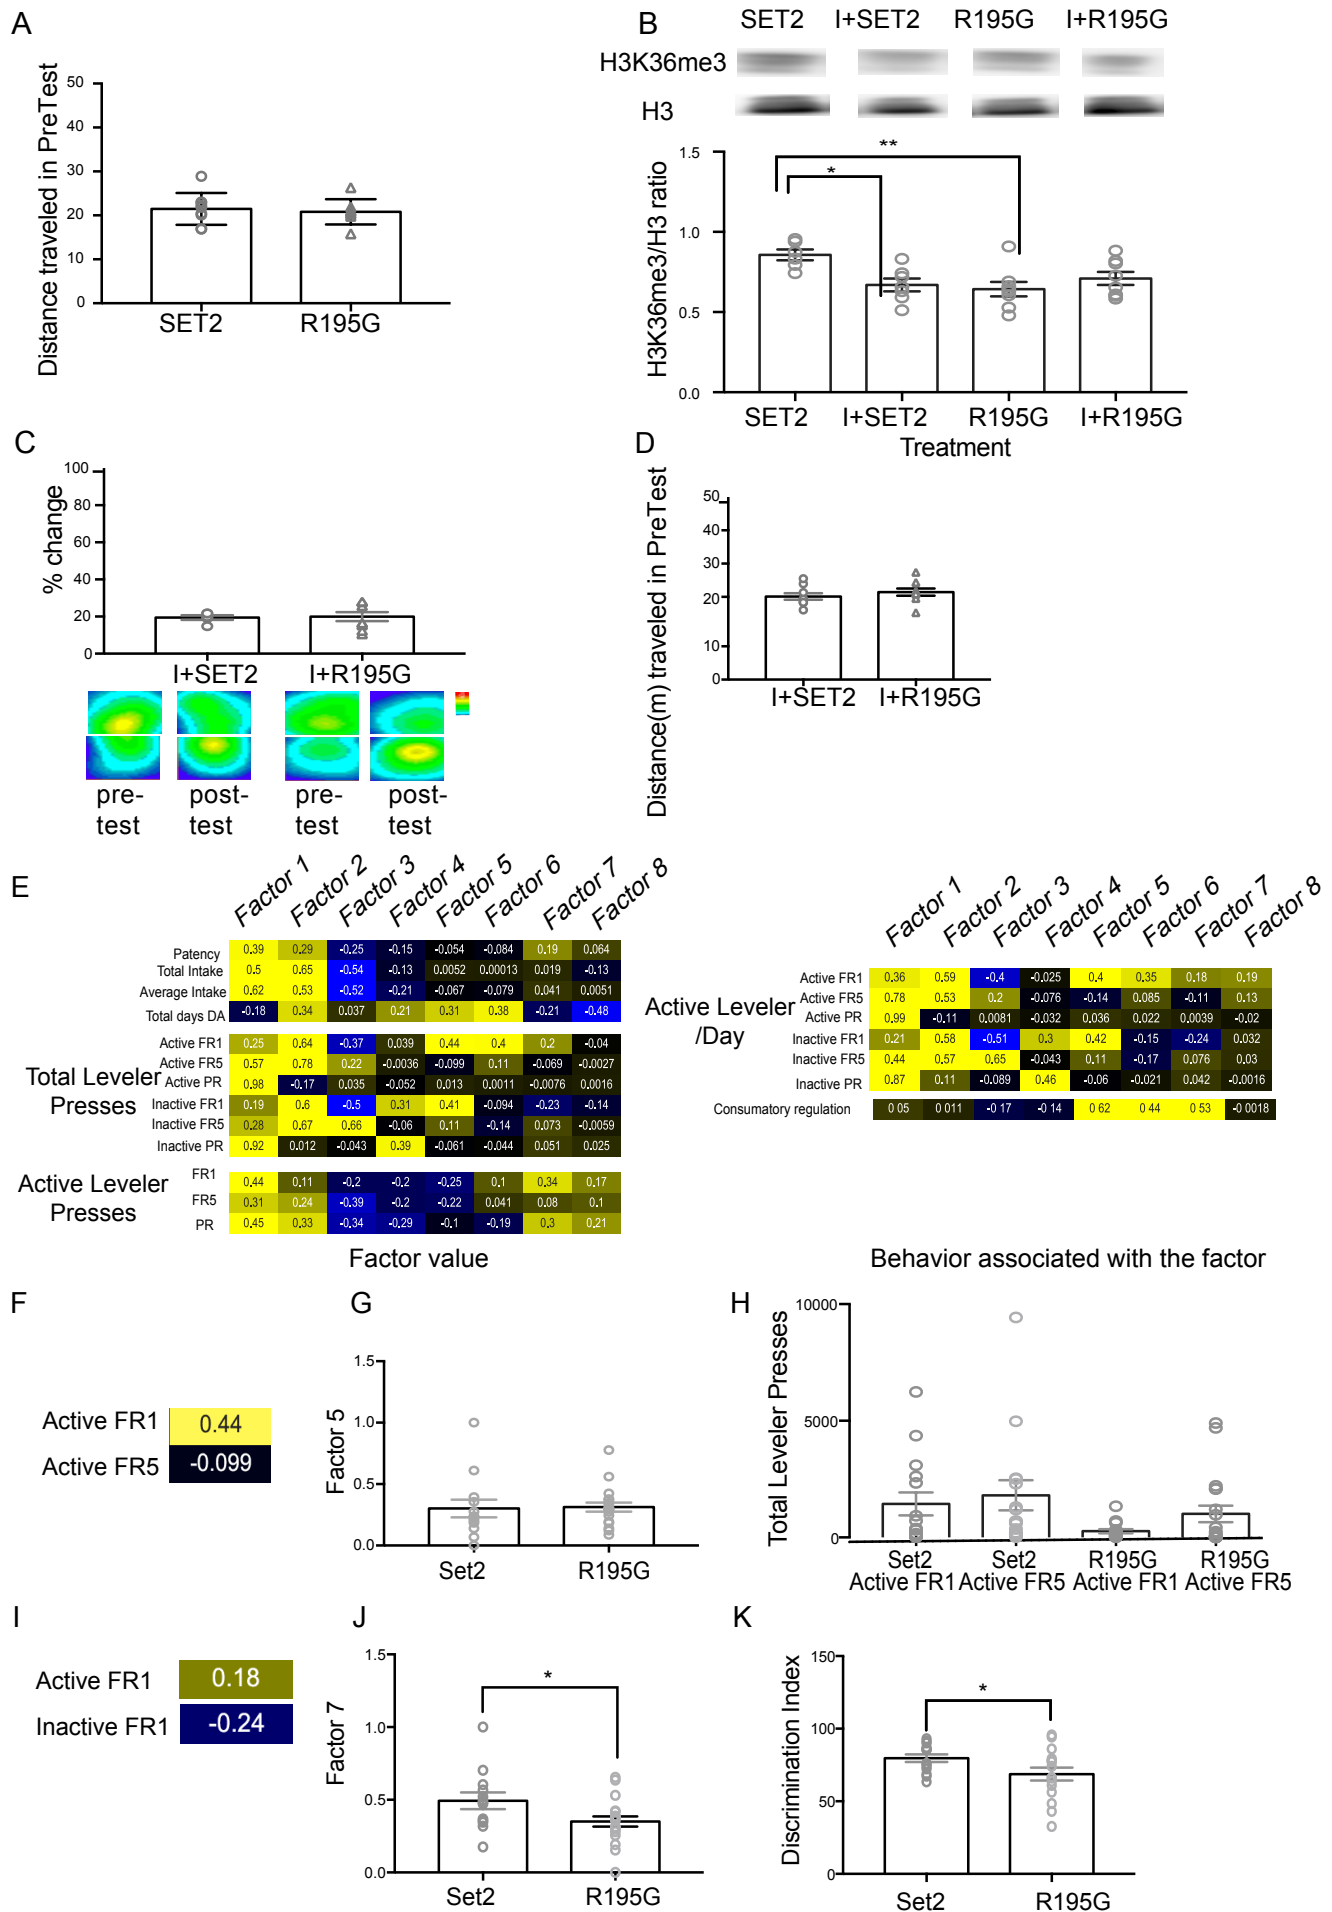 A
Distance traveled in PreTest
50
40
30
20
10
0
SET2 R195G
B
SET2 I+SET2 R195G I+R195G
H3K36me3
H3
H3K36me3/H3 ratio
1.5
1.0
0.5
0.0
**
*
SET2 I+SET2 R195G I+R195G
Treatment
C
% change
100
80
60
40
20
0
I+SET2 I+R195G
pre-test post-test pre-test post-test
D
Distance(m) traveled in PreTest
50
40
30
20
10
0
I+SET2 I+R195G
E
Factor 1 Factor 2 Factor 3 Factor 4 Factor 5 Factor 6 Factor 7 Factor 8
Patency 0.39 0.29 -0.25 -0.15 -0.054 -0.084 0.19 0.064
Total Intake 0.5 0.65 -0.54 -0.13 0.0052 0.00013 0.019 -0.13
Average Intake 0.62 0.53 -0.52 -0.21 -0.067 -0.079 0.041 0.0051
Total days DA -0.18 0.34 0.037 0.21 0.31 0.38 -0.21 -0.48
Total Leveler
Presses
Active FR1 0.25 0.64 -0.37 0.039 0.44 0.4 0.2 -0.04
Active FR5 0.57 0.78 0.22 -0.0036 -0.099 0.11 -0.069 -0.0027
Active PR 0.98 -0.17 0.035 -0.052 0.013 0.0011 -0.0076 0.0016
Inactive FR1 0.19 0.6 -0.5 0.31 0.41 -0.094 -0.23 -0.14
Inactive FR5 0.28 0.67 0.66 -0.06 0.11 -0.14 0.073 -0.0059
Inactive PR 0.92 0.012 -0.043 0.39 -0.061 -0.044 0.051 0.025
Active Leveler
Presses
FR1 0.44 0.11 -0.2 -0.2 -0.25 0.1 0.34 0.17
FR5 0.31 0.24 -0.39 -0.2 -0.22 0.041 0.08 0.1
PR 0.45 0.33 -0.34 -0.29 -0.1 -0.19 0.3 0.21
Factor 1 Factor 2 Factor 3 Factor 4 Factor 5 Factor 6 Factor 7 Factor 8
Active Leveler
/Day
Active FR1 0.36 0.59 -0.4 -0.025 0.4 0.35 0.18 0.19
Active FR5 0.78 0.53 0.2 -0.076 -0.14 0.085 -0.11 0.13
Active PR 0.99 -0.11 0.0081 -0.032 0.036 0.022 0.0039 -0.02
Inactive FR1 0.21 0.58 -0.51 0.3 0.42 -0.15 -0.24 0.032
Inactive FR5 0.44 0.57 0.65 -0.043 0.11 -0.17 0.076 0.03
Inactive PR 0.87 0.11 -0.089 0.46 -0.06 -0.021 0.042 -0.0016
Consumatory regulation 0 05 0 011 -0 17 -0 14 0 62 0 44 0 53 -0 0018
Factor value
Behavior associated with the factor
F
Active FR1 0.44
Active FR5 -0.099
G
Factor 5
1.5
1.0
0.5
0.0
Set2 R195G
H
Total Leveler Presses
10000
5000
0
Set2 Set2 R195G R195G
Active FR1 Active FR5 Active FR1 Active FR5
I
Active FR1 0.18
Inactive FR1 -0.24
J
Factor 7
1.5
1.0
0.5
0.0
*
Set2 R195G
K
Discrimination Index
150
100
50
0
*
Set2 R195G